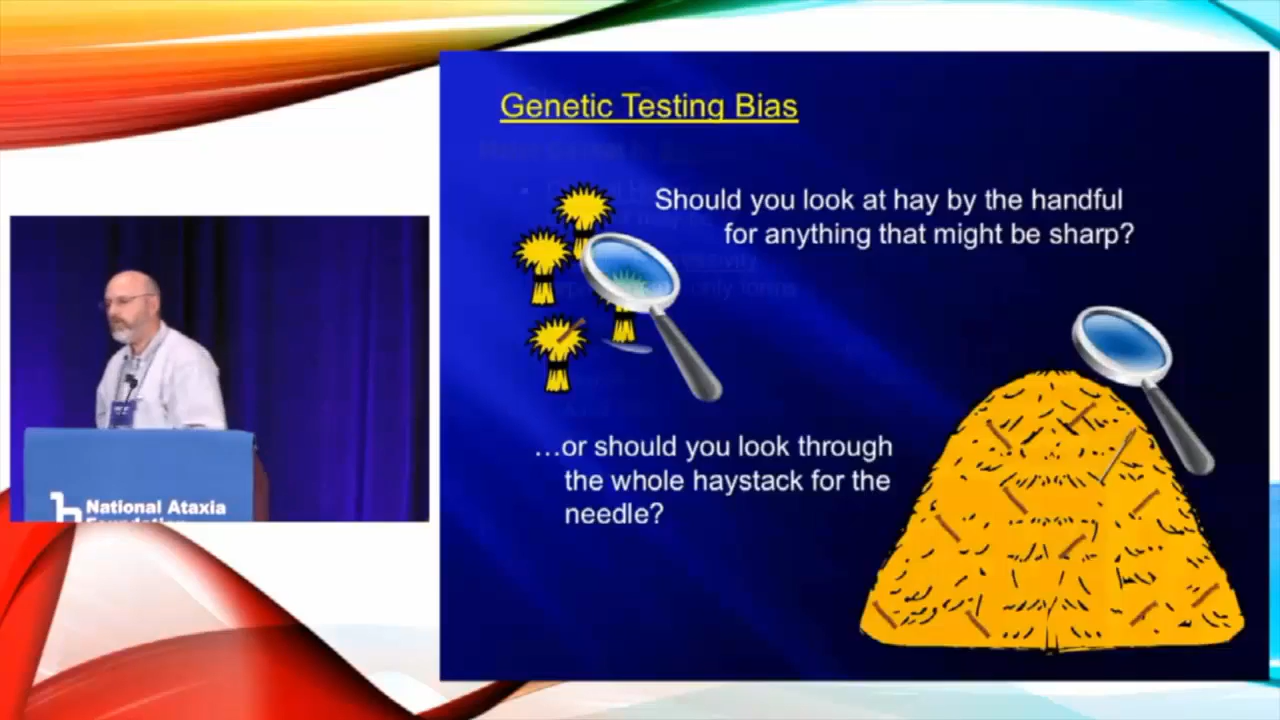 Genetic Testing Bias
Should you look at hay by the handful
for anything that might be sharp?
…or should you look through
the whole haystack for the
needle?
National Ataxia
Foundation